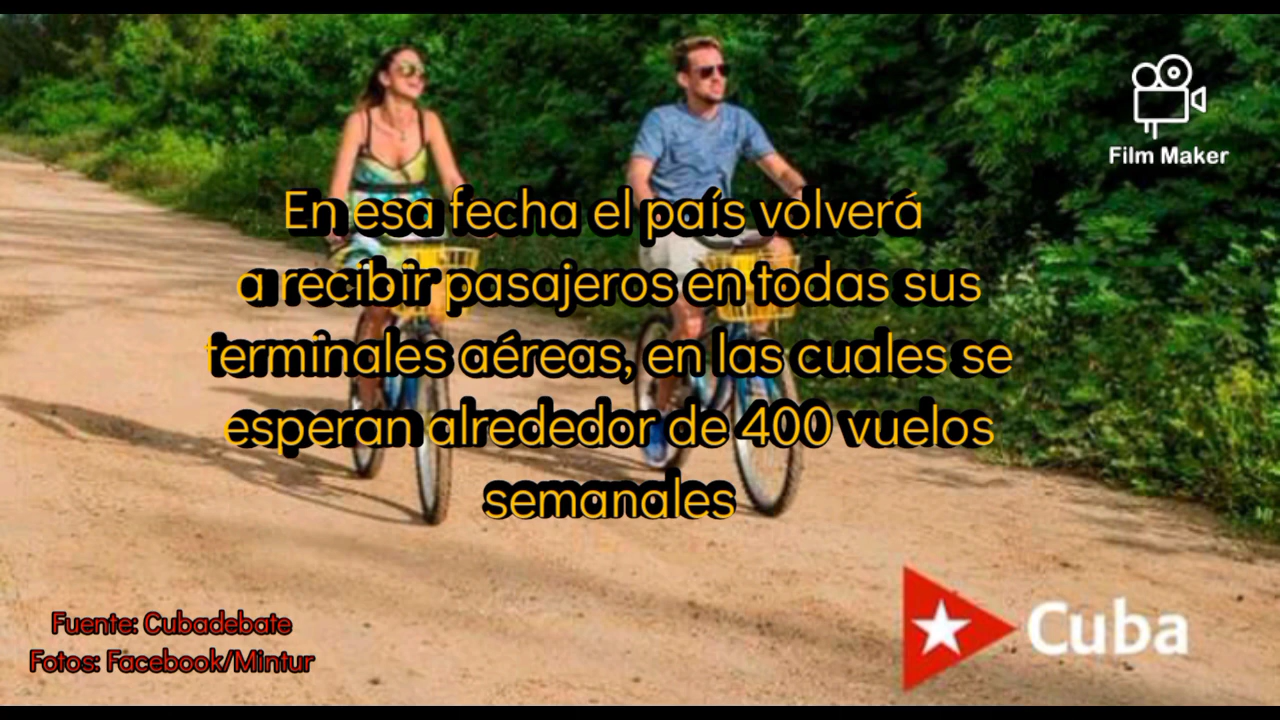 Film Maker
En esa fecha el país volverá
a recibir pasajeros en todas sus
terminales aéreas, en las cuales se
esperan alrededor de 400 vuelos
semanales
Fuente: Cubadebate
Fotos: Facebook/Mintur
Cuba